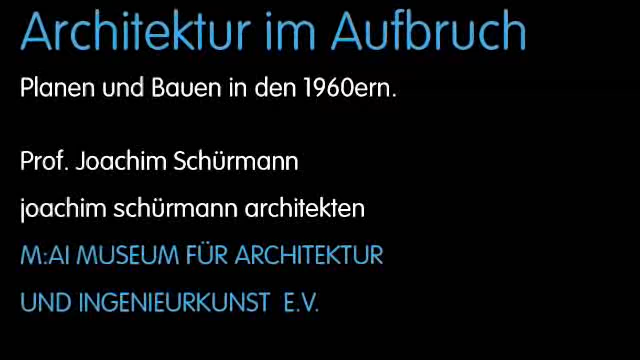 Architektur im Aufbruch
Planen und Bauen in den 1960ern.
Prof. Joachim Schürmann
joachim schürmann architekten
M:AI MUSEUM FÜR ARCHITEKTUR
UND INGENIEURKUNST E.V.